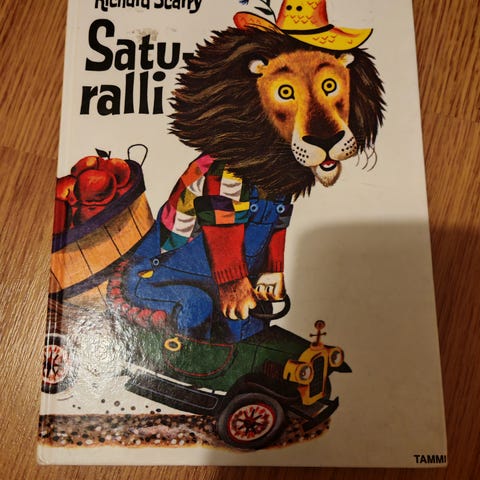 Richard Scarry
Satu-
ralli
TAMMI